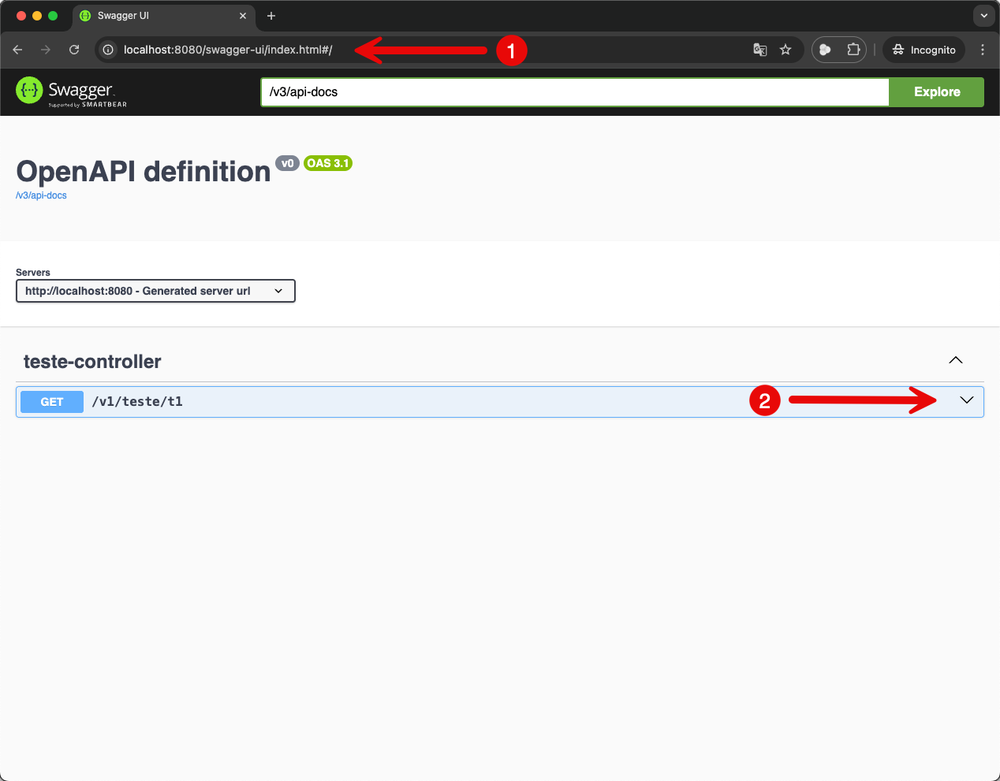 Swagger UI
localhost:8080/swagger-ui/index.html#/
1
Incognito
Swagger.
Supported by SMARTBEAR
/v3/api-docs
Explore
OpenAPI definition v0 OAS 3.1
/v3/api-docs
Servers
http://localhost:8080 - Generated server url
teste-controller
GET /v1/teste/t1
2